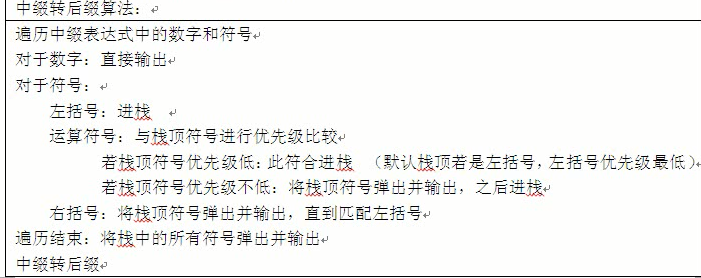 中缀转后缀算法：
遍历中缀表达式中的数字和符号
对于数字：直接输出
对于符号：
左括号：进栈
运算符号：与栈顶符号进行优先级比较
若栈顶符号优先级低：此符合进栈 （默认栈顶若是左括号，左括号优先级最低）
若栈顶符号优先级不低：将栈顶符号弹出并输出，之后进栈
右括号：将栈顶符号弹出并输出，直到匹配左括号
遍历结束：将栈中的所有符号弹出并输出
中缀转后缀